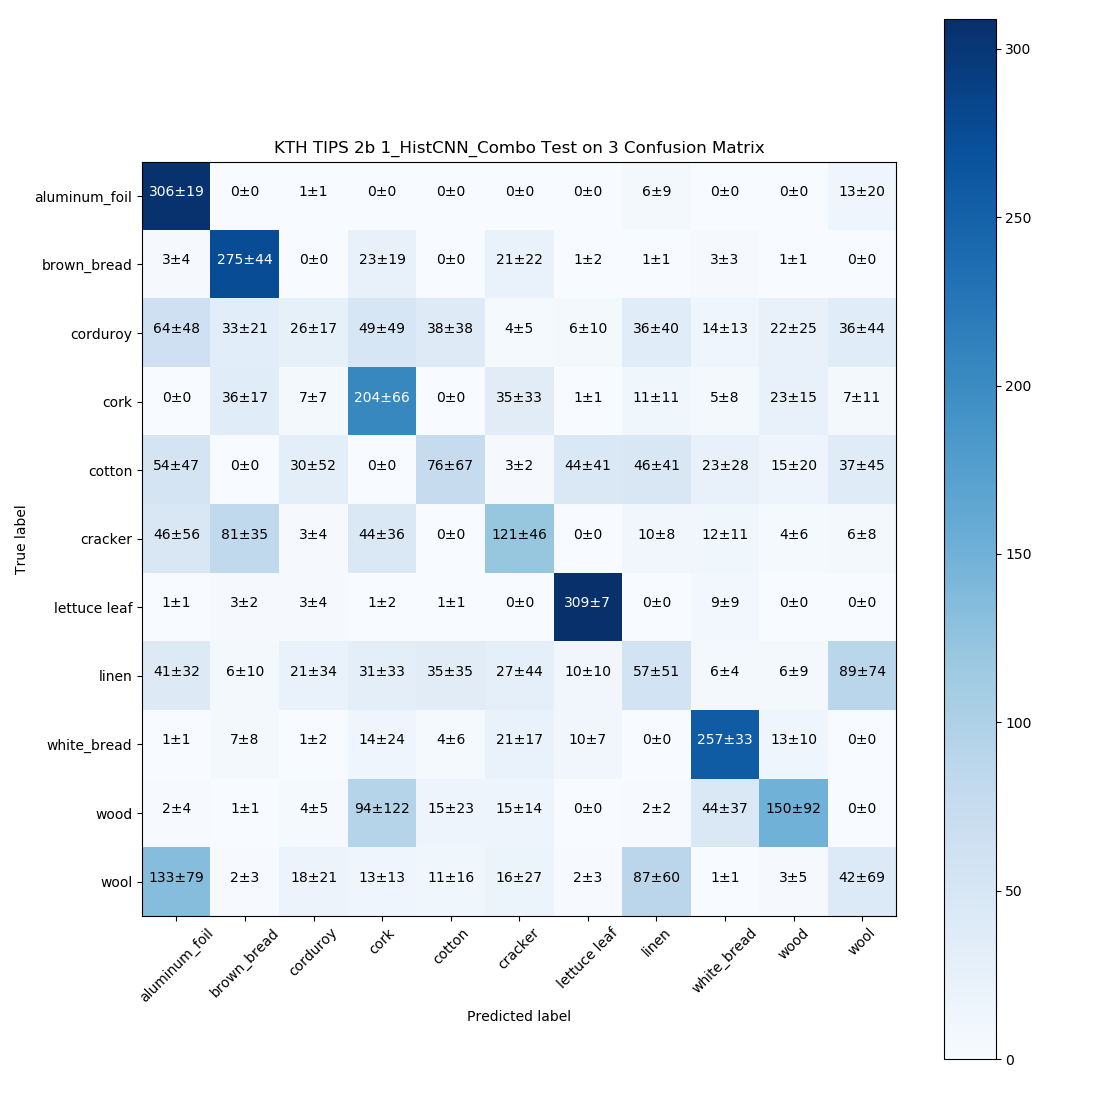 KTH TIPS 2b 1_HistCNN_Combo Test on 3 Confusion Matrix
aluminum_foil 306±19 0±0 1±1 0±0 0±0 0±0 0±0 6±9 0±0 0±0 13±20
brown_bread 3±4 275±44 0±0 23±19 0±0 21±22 1±2 1±1 3±3 1±1 0±0
corduroy 64±48 33±21 26±17 49±49 38±38 4±5 6±10 36±40 14±13 22±25 36±44
cork 0±0 36±17 7±7 204±66 0±0 35±33 1±1 11±11 5±8 23±15 7±11
cotton 54±47 0±0 30±52 0±0 76±67 3±2 44±41 46±41 23±28 15±20 37±45
cracker 46±56 81±35 3±4 44±36 0±0 121±46 0±0 10±8 12±11 4±6 6±8
lettuce leaf 1±1 3±2 3±4 1±2 1±1 0±0 309±7 0±0 9±9 0±0 0±0
linen 41±32 6±10 21±34 31±33 35±35 27±44 10±10 57±51 6±4 6±9 89±74
white_bread 1±1 7±8 1±2 14±24 4±6 21±17 10±7 0±0 257±33 13±10 0±0
wood 2±4 1±1 4±5 94±122 15±23 15±14 0±0 2±2 44±37 150±92 0±0
wool 133±79 2±3 18±21 13±13 11±16 16±27 2±3 87±60 1±1 3±5 42±69
aluminum_foil brown_bread corduroy cork cotton cracker lettuce leaf linen white_bread wood wool
Predicted label
True label
300
250
200
150
100
50
0